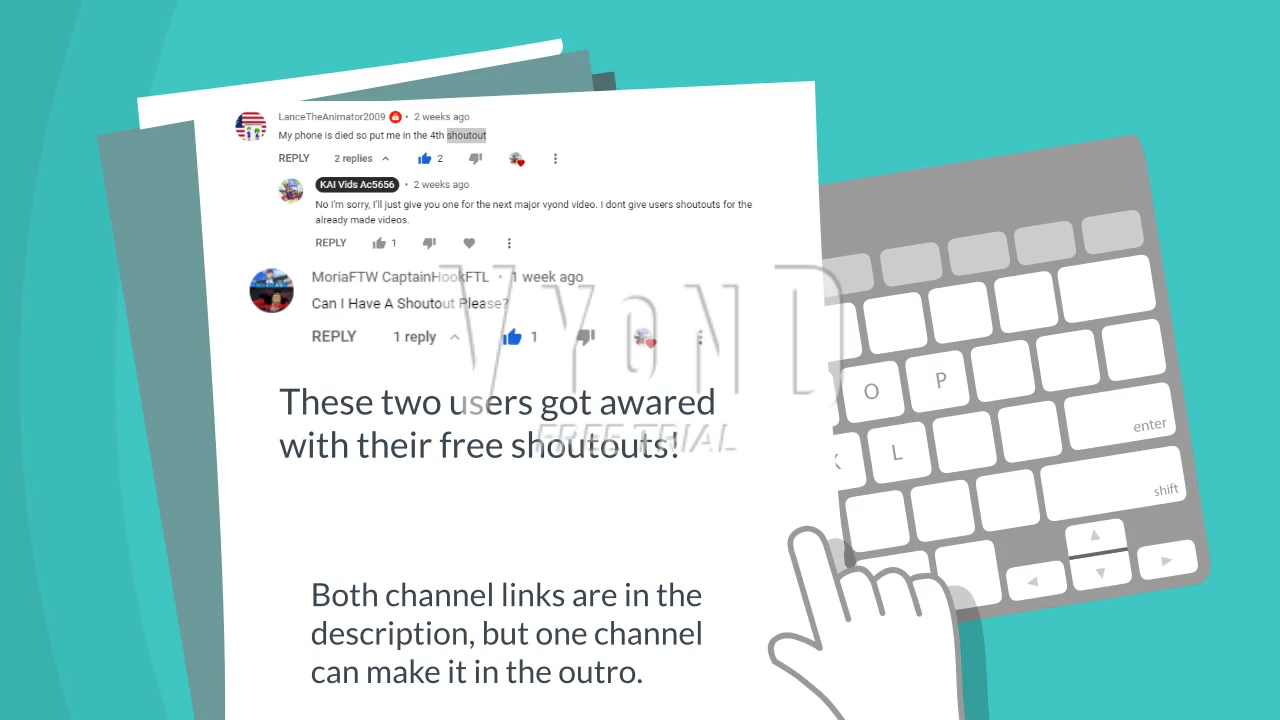 LanceTheAnimator2009 • 2 weeks ago
My phone is died so put me in the 4th shoutout
REPLY 2 replies 2
KAI Vids Ac5656 • 2 weeks ago
No I'm sorry, I'll just give you one for the next major vyond video. I dont give users shoutouts for the
already made videos.
REPLY 1
MoriaFTW CaptainHookFTL • 1 week ago
Can I Have A Shoutout Please?
REPLY 1 reply 1
VYOND
FREE TRIAL
These two users got awared
with their free shoutouts!
Both channel links are in the
description, but one channel
can make it in the outro.
O P
K L
enter
shift